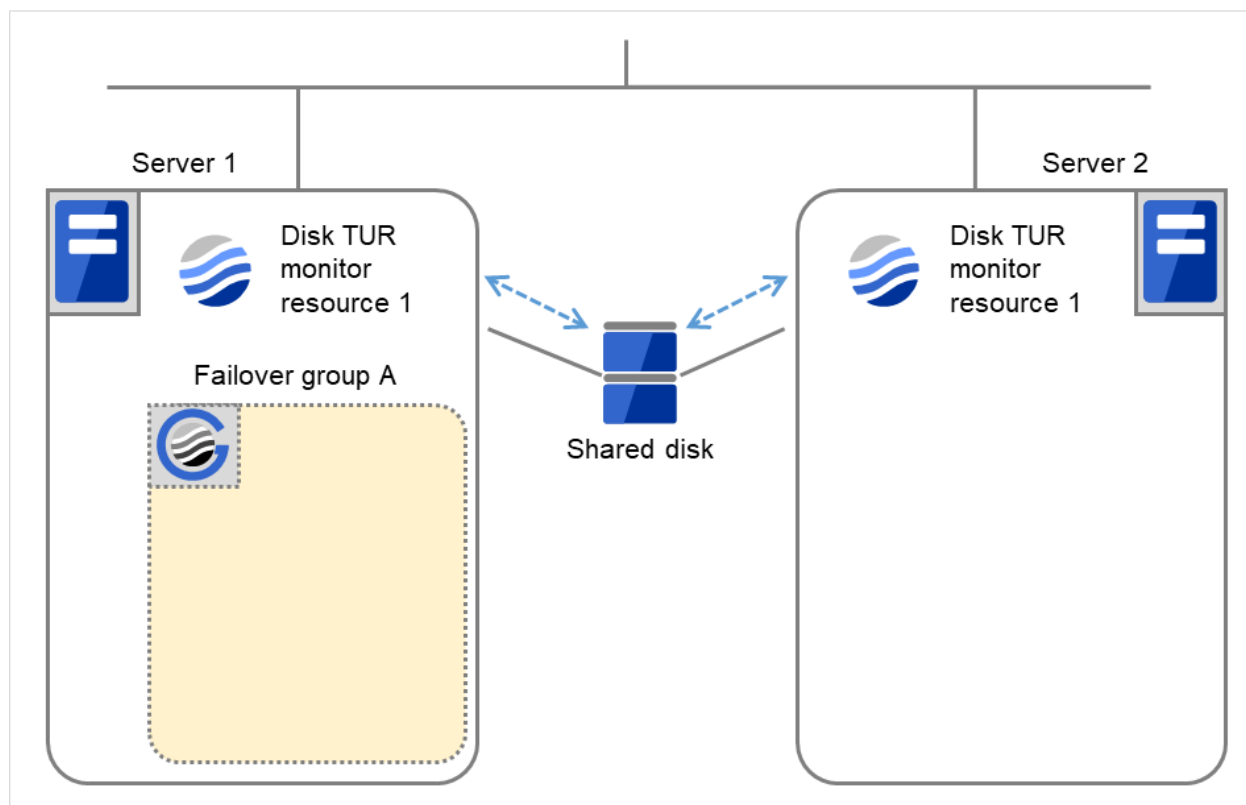 Server 1
Server 2
Disk TUR
monitor
resource 1
Disk TUR
monitor
resource 1
Failover group A
Shared disk